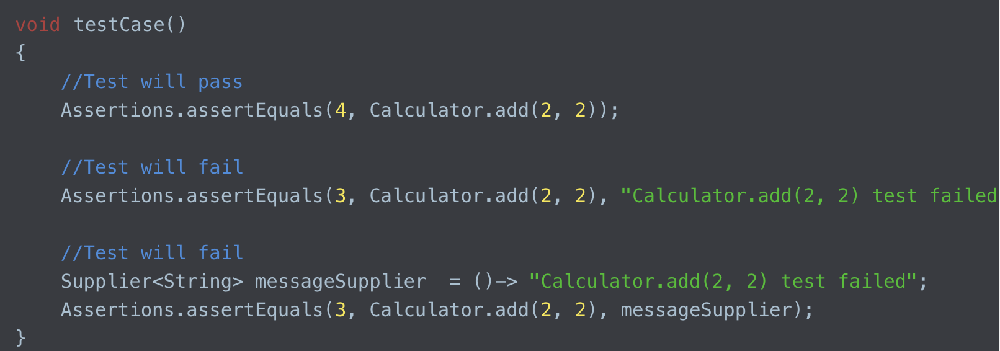 void testCase()
{
    //Test will pass
    Assertions.assertEquals(4, Calculator.add(2, 2));

    //Test will fail
    Assertions.assertEquals(3, Calculator.add(2, 2), "Calculator.add(2, 2) test failed

    //Test will fail
    Supplier<String> messageSupplier  = ()-> "Calculator.add(2, 2) test failed";
    Assertions.assertEquals(3, Calculator.add(2, 2), messageSupplier);
}